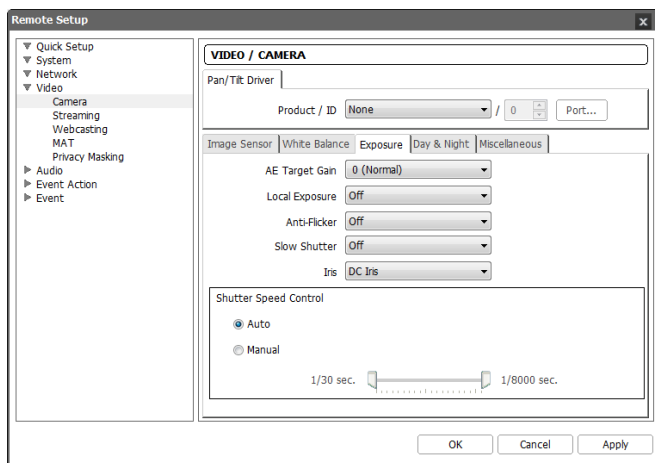 Remote Setup
Quick Setup
System
Network
Video
Camera
Streaming
Webcasting
MAT
Privacy Masking
Audio
Event Action
Event
VIDEO / CAMERA
Pan/Tilt Driver
Product / ID None / 0 Port...
Image Sensor White Balance Exposure Day & Night Miscellaneous
AE Target Gain 0 (Normal)
Local Exposure Off
Anti-Flicker Off
Slow Shutter Off
Iris DC Iris
Shutter Speed Control
Auto
Manual
1/30 sec. 1/8000 sec.
OK Cancel Apply